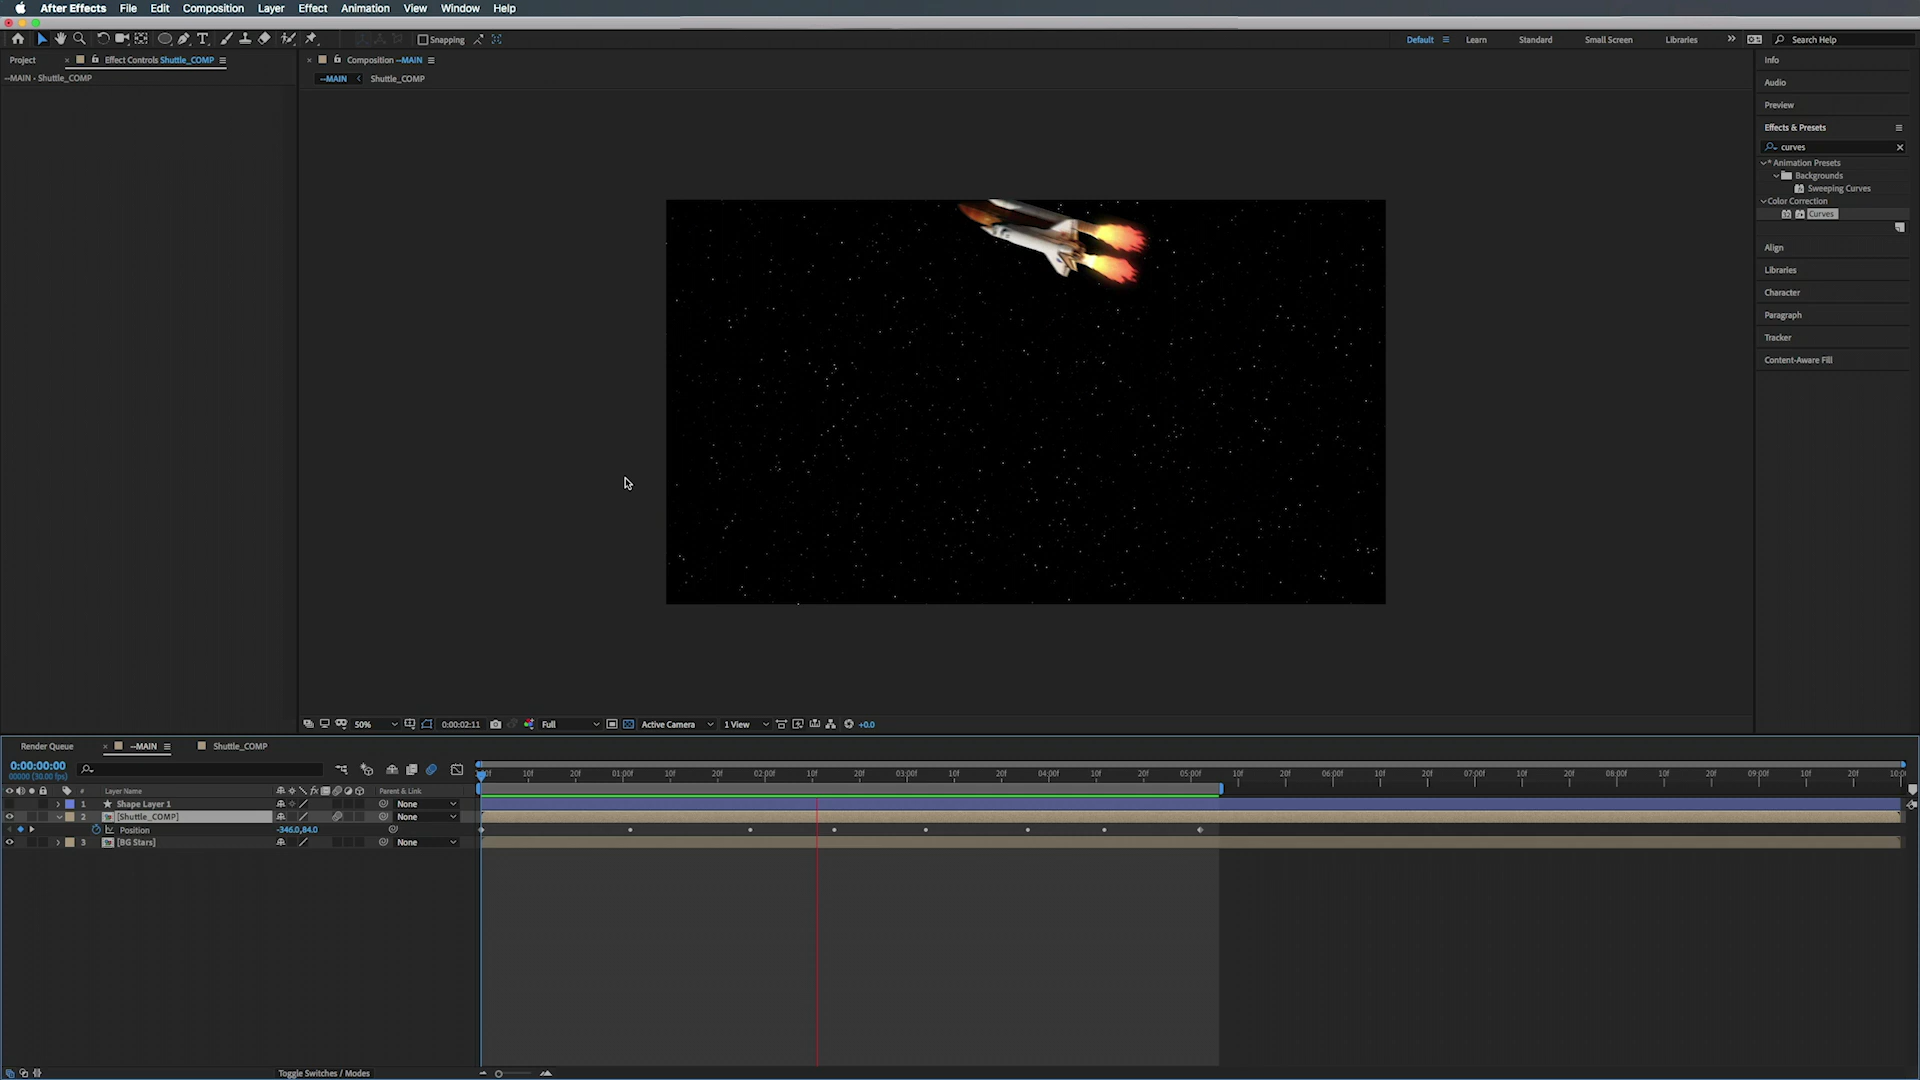 After Effects File Edit Composition Layer Effect Animation View Window Help
Snapping
Default Learn Standard Small Screen Libraries Search Help
Project Effect Controls Shuttle_COMP
--MAIN - Shuttle_COMP
Composition --MAIN
--MAIN Shuttle_COMP
Info
Audio
Preview
Effects & Presets
curves
* Animation Presets
Backgrounds
Sweeping Curves
Color Correction
Curves
Align
Libraries
Character
Paragraph
Tracker
Content-Aware Fill
50% 0:00:02:11 Full Active Camera 1 View +0.0
Render Queue --MAIN Shuttle_COMP
0:00:00:00
00000 (30.00 fps)
10f 20f 01:00f 10f 20f 02:00f 10f 20f 03:00f 10f 20f 04:00f 10f 20f 05:00f 10f 20f 06:00f 10f 20f 07:00f 10f 20f 08:00f 10f 20f 09:00f 10f 20f
# Layer Name Parent & Link
1 Shape Layer 1 None
2 [Shuttle_COMP] None
Position -346.0,84.0
3 [BG Stars] None
Toggle Switches / Modes